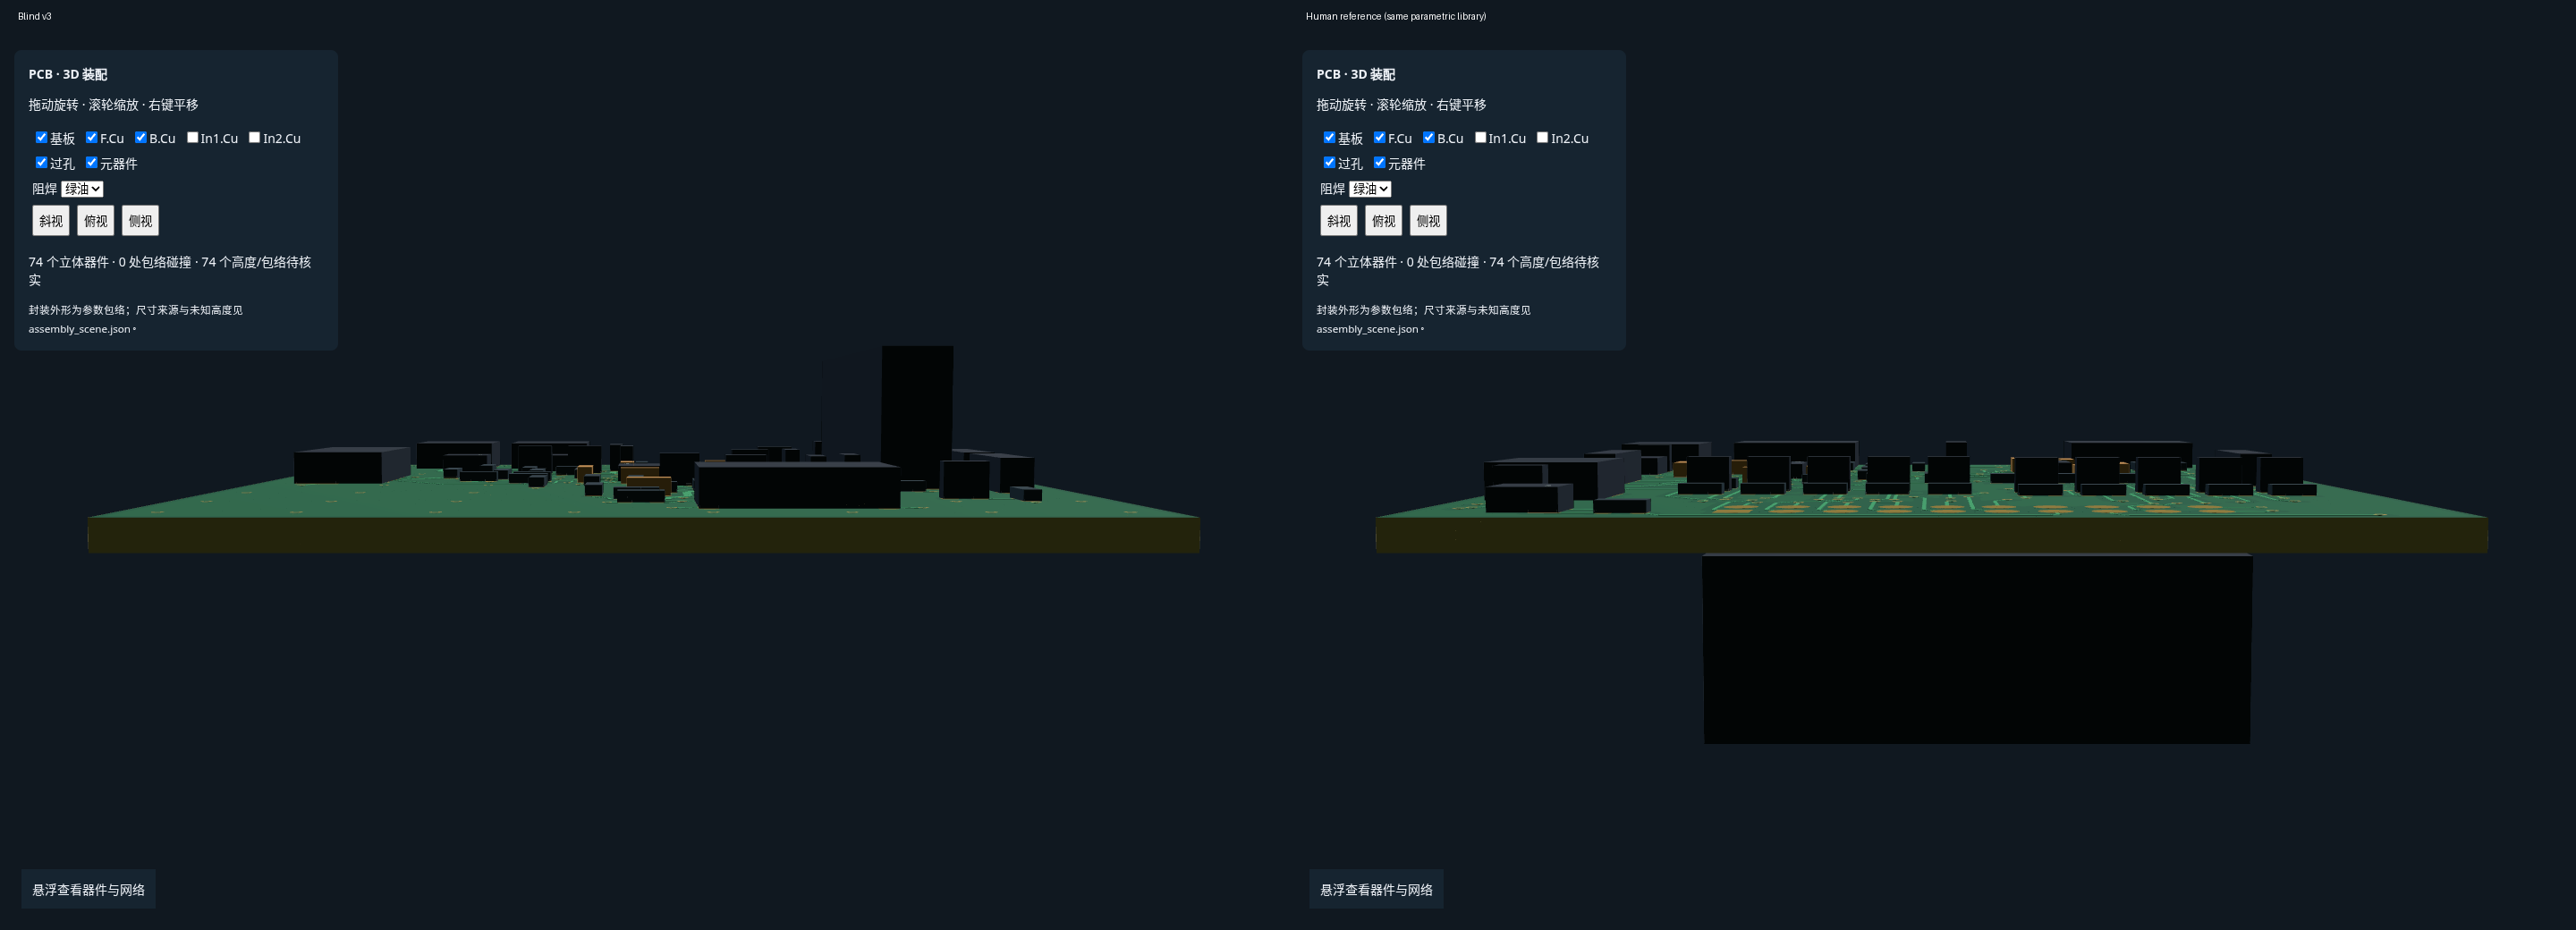 Blind v3
PCB · 3D 装配
拖动旋转 · 滚轮缩放 · 右键平移
基板 F.Cu B.Cu In1.Cu In2.Cu
过孔 元器件
阻焊 绿油
斜视 俯视 侧视
74 个立体器件 · 0 处包络碰撞 · 74 个高度/包络待核
实
封装外形为参数包络；尺寸来源与未知高度见
assembly_scene.json。
悬浮查看器件与网络
Human reference (same parametric library)
PCB · 3D 装配
拖动旋转 · 滚轮缩放 · 右键平移
基板 F.Cu B.Cu In1.Cu In2.Cu
过孔 元器件
阻焊 绿油
斜视 俯视 侧视
74 个立体器件 · 0 处包络碰撞 · 74 个高度/包络待核
实
封装外形为参数包络；尺寸来源与未知高度见
assembly_scene.json。
悬浮查看器件与网络